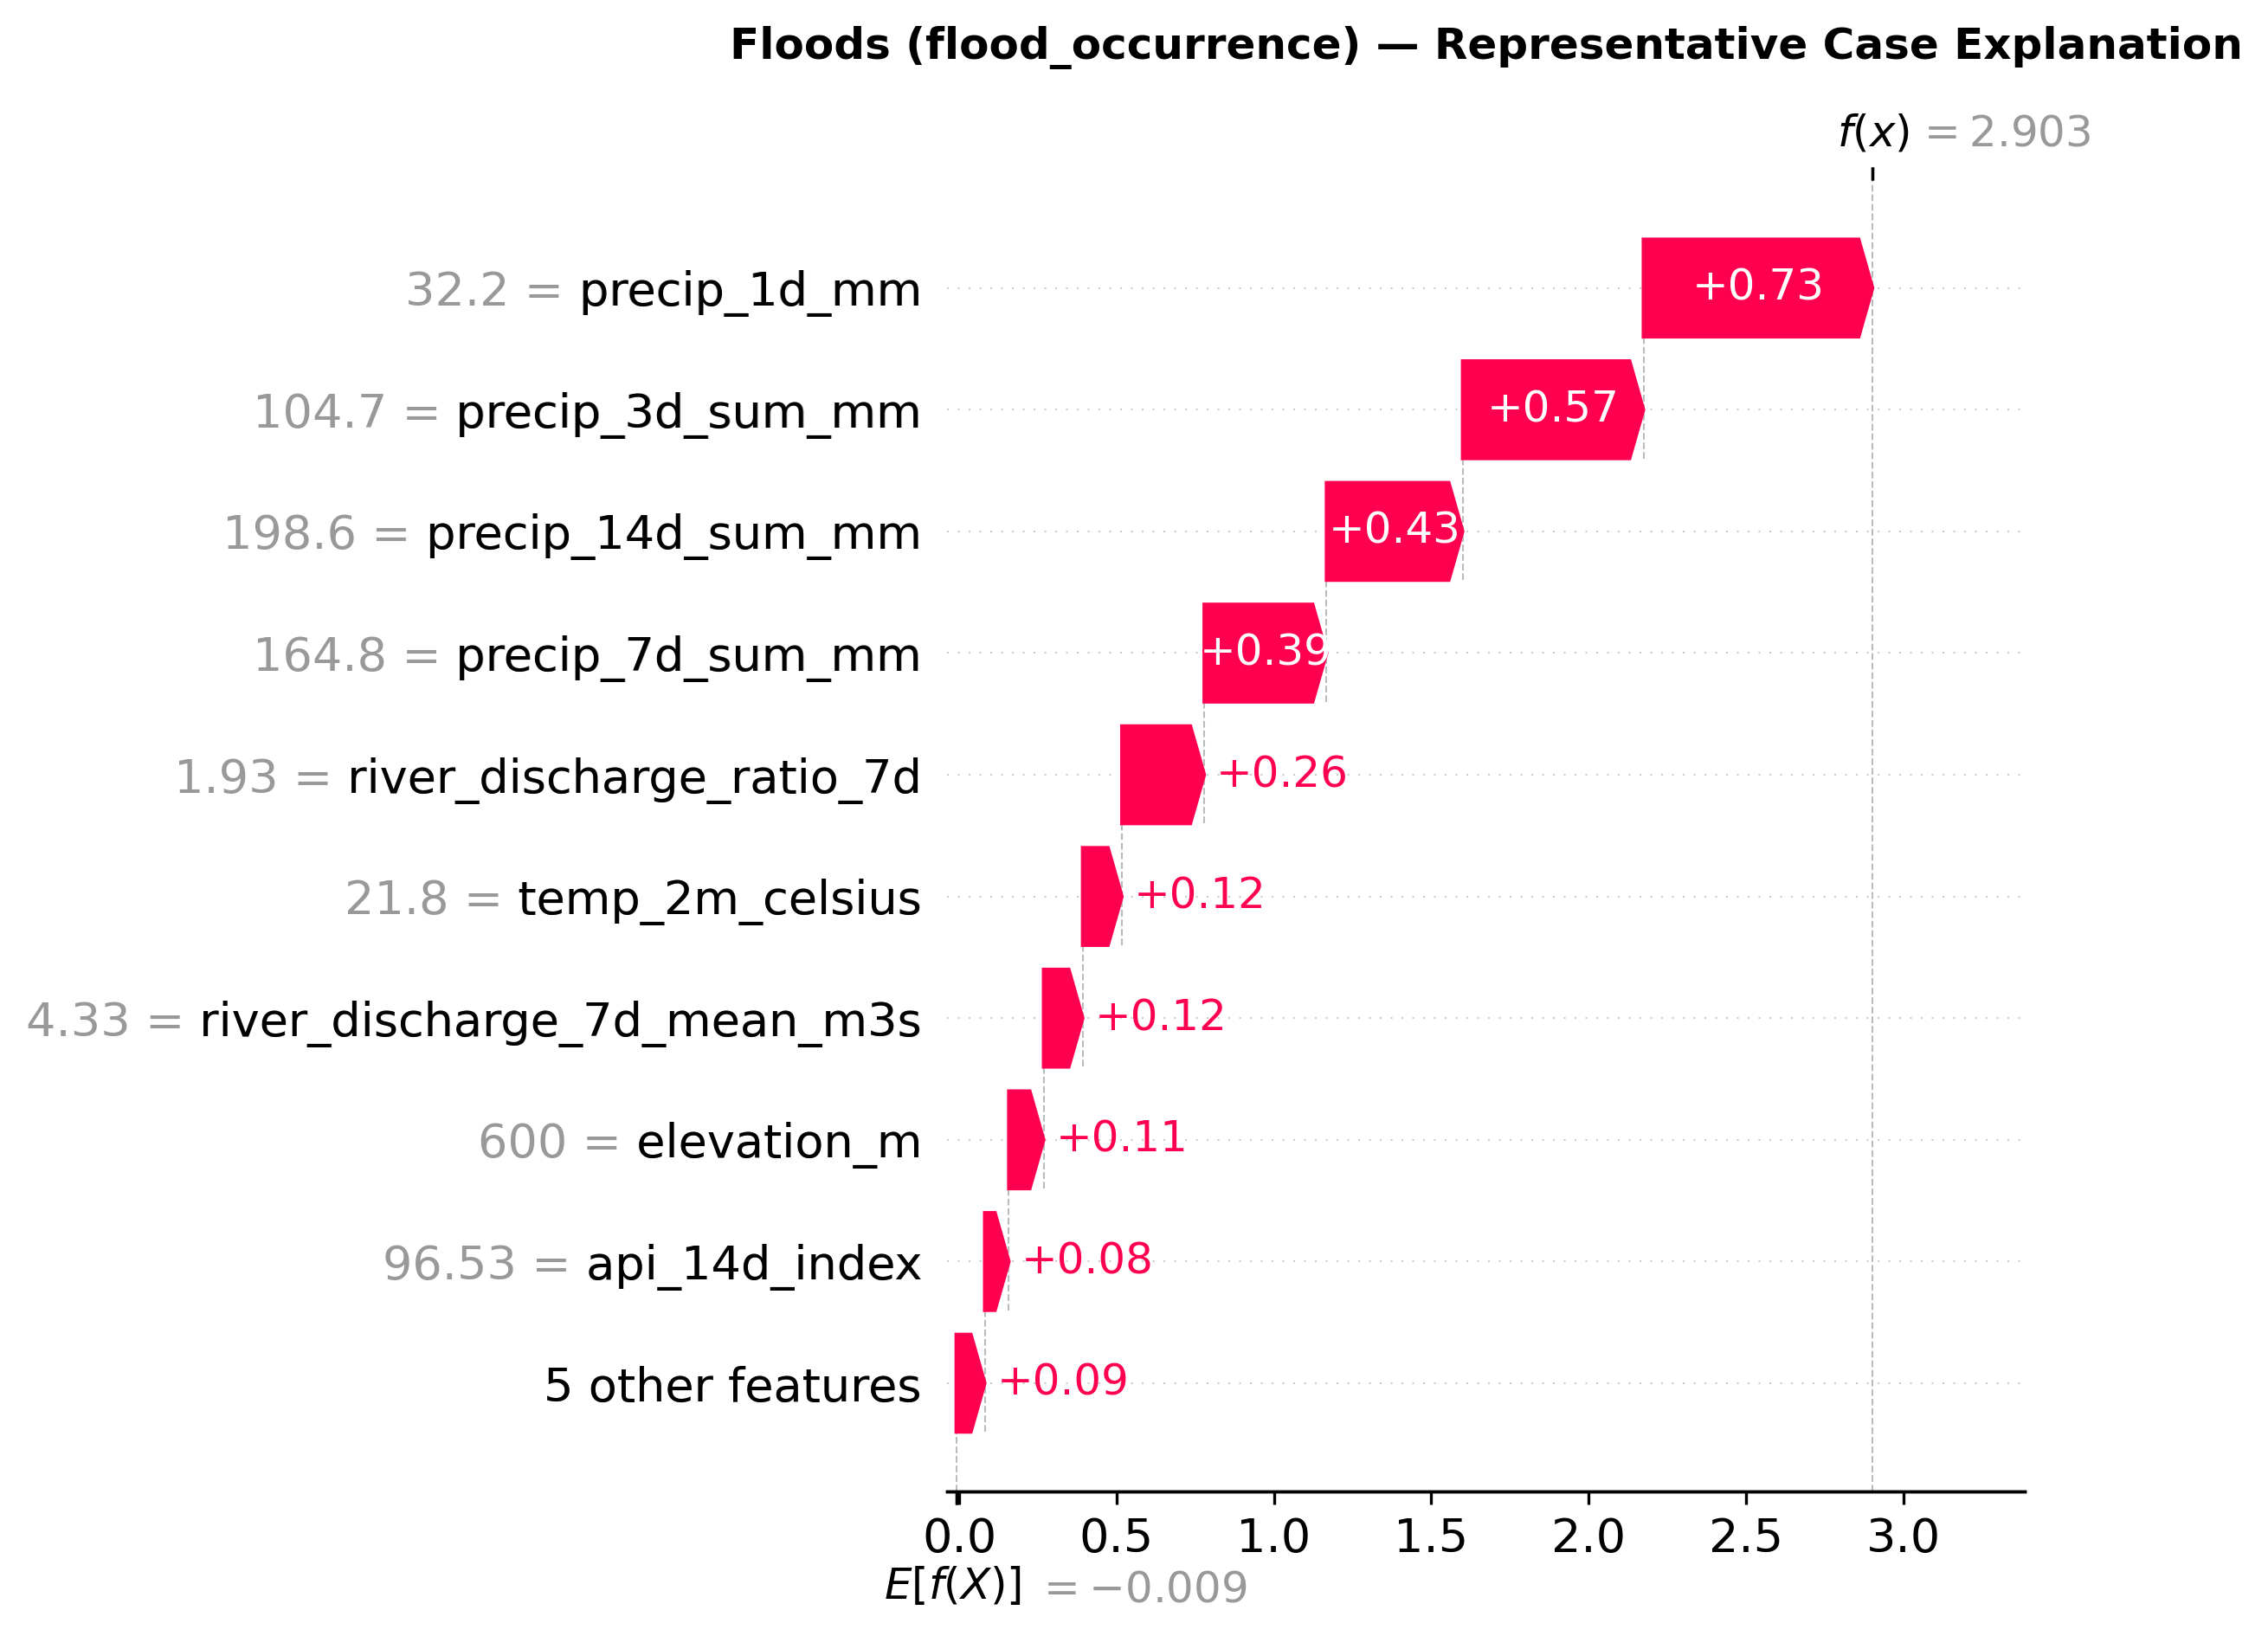 Floods (flood_occurrence) — Representative Case Explanation
f(x) = 2.903
32.2 = precip_1d_mm +0.73
104.7 = precip_3d_sum_mm +0.57
198.6 = precip_14d_sum_mm +0.43
164.8 = precip_7d_sum_mm +0.39
1.93 = river_discharge_ratio_7d +0.26
21.8 = temp_2m_celsius +0.12
4.33 = river_discharge_7d_mean_m3s +0.12
600 = elevation_m +0.11
96.53 = api_14d_index +0.08
5 other features +0.09
0.0 0.5 1.0 1.5 2.0 2.5 3.0
E[f(X)] = −0.009